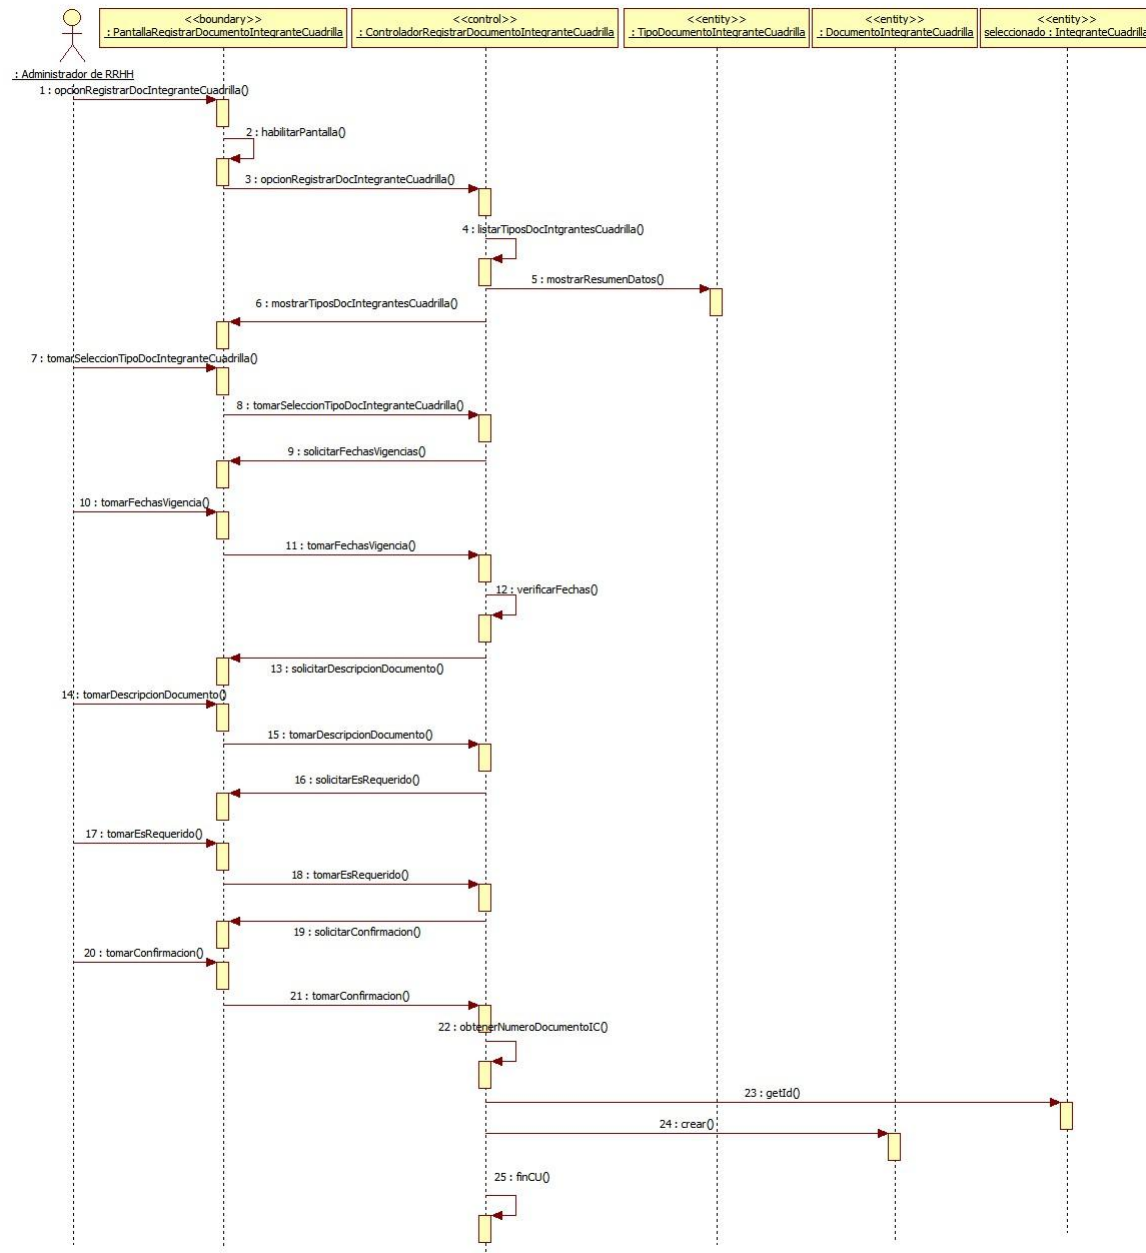 <<boundary>>
: PantallaRegistrarDocumentoIntegranteCuadrilla
<<control>>
: ControladorRegistrarDocumentoIntegranteCuadrilla
<<entity>>
: TipoDocumentoIntegranteCuadrilla
<<entity>>
: DocumentoIntegranteCuadrilla
<<entity>>
seleccionado : IntegranteCuadrilla
: Administrador de RRHH
1 : opcionRegistrarDocIntegranteCuadrilla()
2 : habilitarPantalla()
3 : opcionRegistrarDocIntegranteCuadrilla()
4 : listarTiposDocIntgrantesCuadrilla()
5 : mostrarResumenDatos()
6 : mostrarTiposDocIntegrantesCuadrilla()
7 : tomarSeleccionTipoDocIntegranteCuadrilla()
8 : tomarSeleccionTipoDocIntegranteCuadrilla()
9 : solicitarFechasVigencias()
10 : tomarFechasVigencia()
11 : tomarFechasVigencia()
12 : verificarFechas()
13 : solicitarDescripcionDocumento()
14 : tomarDescripcionDocumento()
15 : tomarDescripcionDocumento()
16 : solicitarEsRequerido()
17 : tomarEsRequerido()
18 : tomarEsRequerido()
19 : solicitarConfirmacion()
20 : tomarConfirmacion()
21 : tomarConfirmacion()
22 : obtenerNumeroDocumentoIC()
23 : getId()
24 : crear()
25 : finCU()